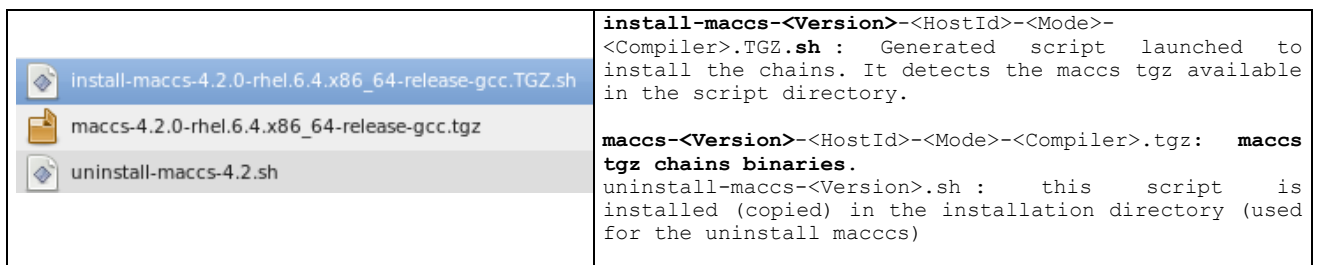 install-maccs-4.2.0-rhel.6.4.x86_64-release-gcc.TGZ.sh
maccs-4.2.0-rhel.6.4.x86_64-release-gcc.tgz
uninstall-maccs-4.2.sh
install-maccs-<Version>-<HostId>-<Mode>-
<Compiler>.TGZ.sh : Generated script launched to
install the chains. It detects the maccs tgz available
in the script directory.
maccs-<Version>-<HostId>-<Mode>-<Compiler>.tgz: maccs
tgz chains binaries.
uninstall-maccs-<Version>.sh : this script is
installed (copied) in the installation directory (used
for the uninstall macccs)